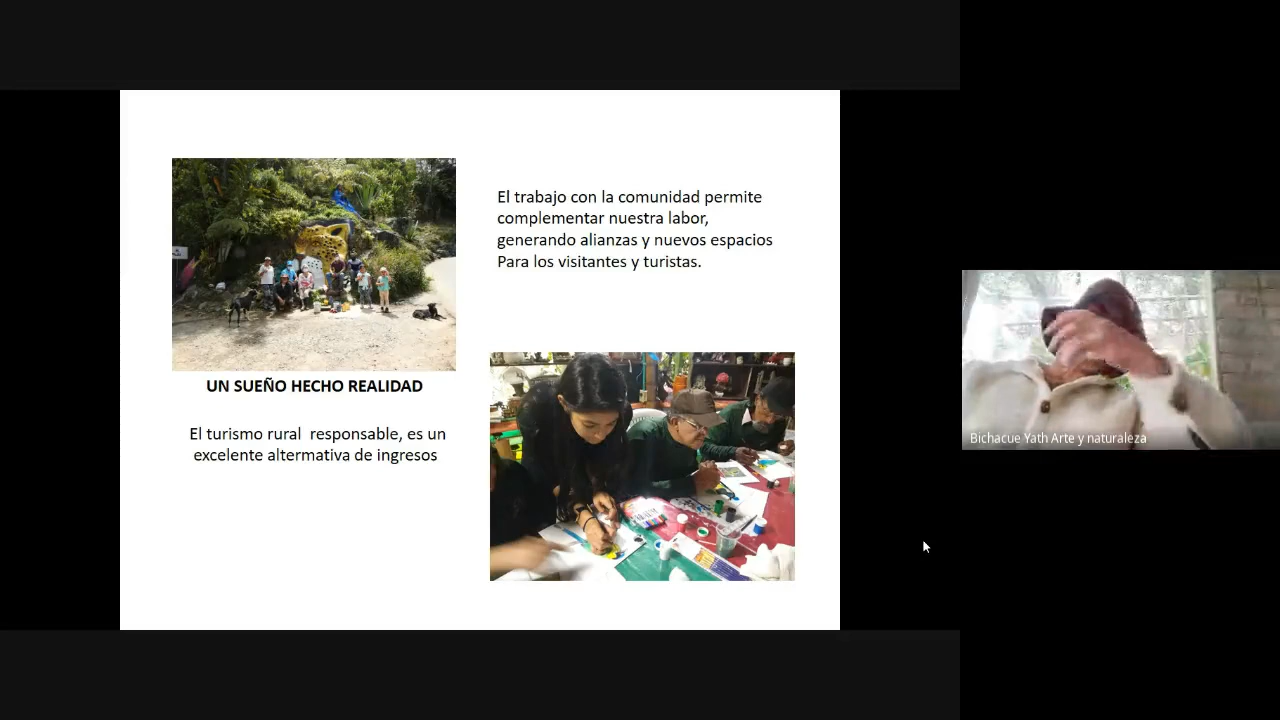 El trabajo con la comunidad permite
complementar nuestra labor,
generando alianzas y nuevos espacios
Para los visitantes y turistas.
UN SUEÑO HECHO REALIDAD
El turismo rural  responsable, es un
excelente altermativa de ingresos
Bichacue Yath Arte y naturaleza